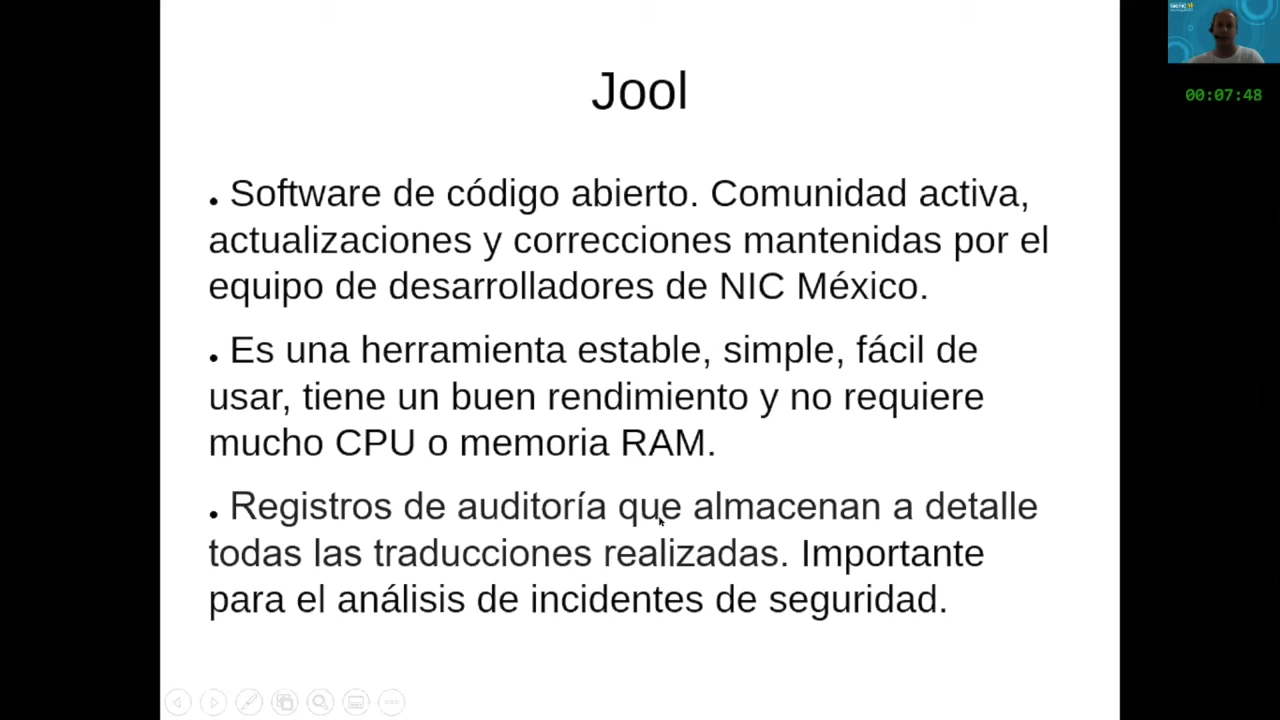 Jool
. Software de código abierto. Comunidad activa,
actualizaciones y correcciones mantenidas por el
equipo de desarrolladores de NIC México.
. Es una herramienta estable, simple, fácil de
usar, tiene un buen rendimiento y no requiere
mucho CPU o memoria RAM.
. Registros de auditoría que almacenan a detalle
todas las traducciones realizadas. Importante
para el análisis de incidentes de seguridad.
00:07:48